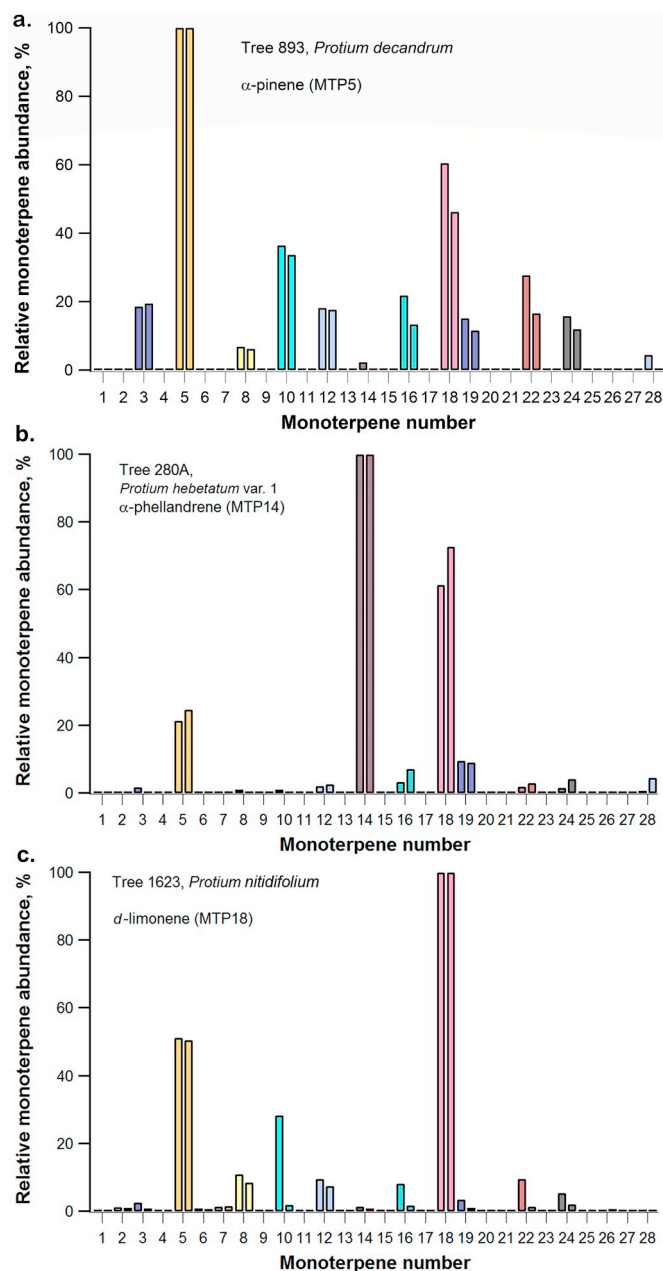 a.
Relative monoterpene abundance, %
100
80
60
40
20
0
Tree 893, Protium decandrum
α-pinene (MTP5)
1 2 3 4 5 6 7 8 9 10 11 12 13 14 15 16 17 18 19 20 21 22 23 24 25 26 27 28
Monoterpene number
b.
Relative monoterpene abundance, %
100
80
60
40
20
0
Tree 280A,
Protium hebetatum var. 1
α-phellandrene (MTP14)
1 2 3 4 5 6 7 8 9 10 11 12 13 14 15 16 17 18 19 20 21 22 23 24 25 26 27 28
Monoterpene number
c.
Relative monoterpene abundance, %
100
80
60
40
20
0
Tree 1623, Protium nitidifolium
d-limonene (MTP18)
1 2 3 4 5 6 7 8 9 10 11 12 13 14 15 16 17 18 19 20 21 22 23 24 25 26 27 28
Monoterpene number